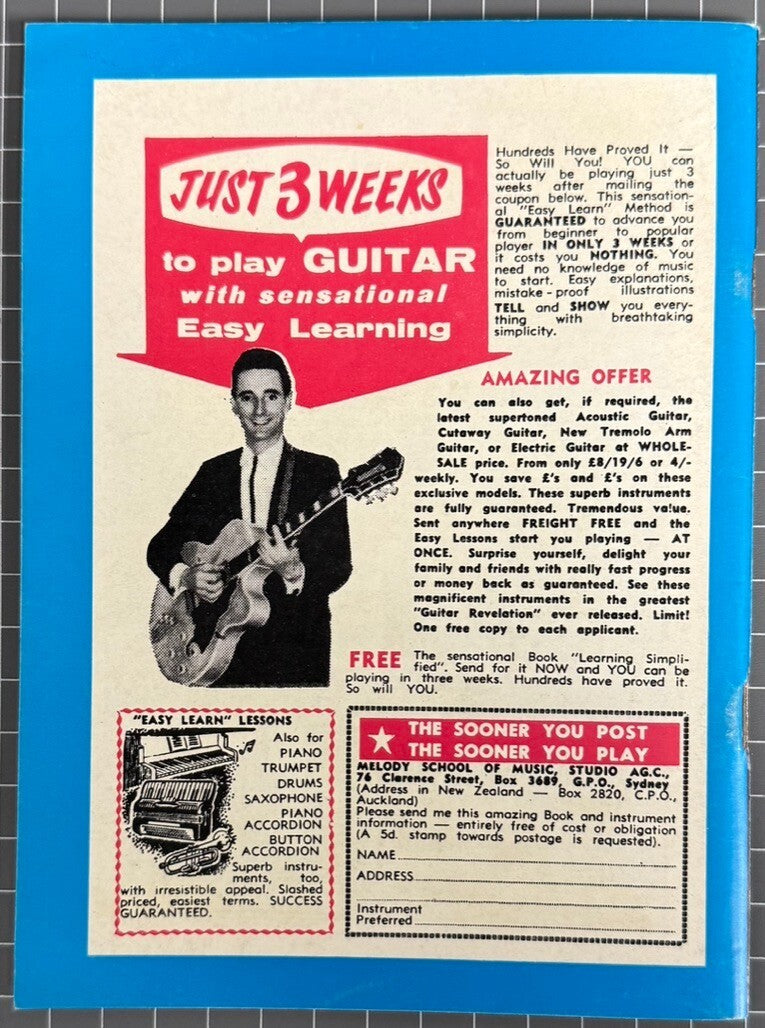 JUST 3 WEEKS
to play GUITAR
with sensational
Easy Learning
Hundreds Have Proved It —
So Will You! YOU can
actually be playing just 3
weeks after mailing the
coupon below. This sensation-
al "Easy Learn" Method is
GUARANTEED to advance you
from beginner to popular
player IN ONLY 3 WEEKS or
it costs you NOTHING. You
need no knowledge of music
to start. Easy explanations,
mistake - proof illustrations
TELL and SHOW you every-
thing with breathtaking
simplicity.
AMAZING OFFER
You can also get, if required, the
latest supertoned Acoustic Guitar,
Cutaway Guitar, New Tremolo Arm
Guitar, or Electric Guitar at WHOLE-
SALE price. From only £8/19/6 or 4/-
weekly. You save £'s and £'s on these
exclusive models. These superb instruments
are fully guaranteed. Tremendous value.
Sent anywhere FREIGHT FREE and the
Easy Lessons start you playing — AT
ONCE. Surprise yourself, delight your
family and friends with really fast progress
or money back as guaranteed. See these
magnificent instruments in the greatest
"Guitar Revelation" ever released. Limit!
One free copy to each applicant.
FREE The sensational Book "Learning Simpli-
fied". Send for it NOW and YOU can be
playing in three weeks. Hundreds have proved it.
So will YOU.
"EASY LEARN" LESSONS
Also for
PIANO
TRUMPET
DRUMS
SAXOPHONE
PIANO
ACCORDION
BUTTON
ACCORDION
Superb instru-
ments, too,
with irresistible appeal. Slashed
priced, easiest terms. SUCCESS
GUARANTEED.
THE SOONER YOU POST
THE SOONER YOU PLAY
MELODY SCHOOL OF MUSIC, STUDIO AG.C.,
76 Clarence Street, Box 3689, G.P.O., Sydney
(Address in New Zealand — Box 2820, C.P.O.,
Auckland)
Please send me this amazing Book and instrument
information — entirely free of cost or obligation
(A 5d. stamp towards postage is requested).
NAME
ADDRESS
Instrument
Preferred